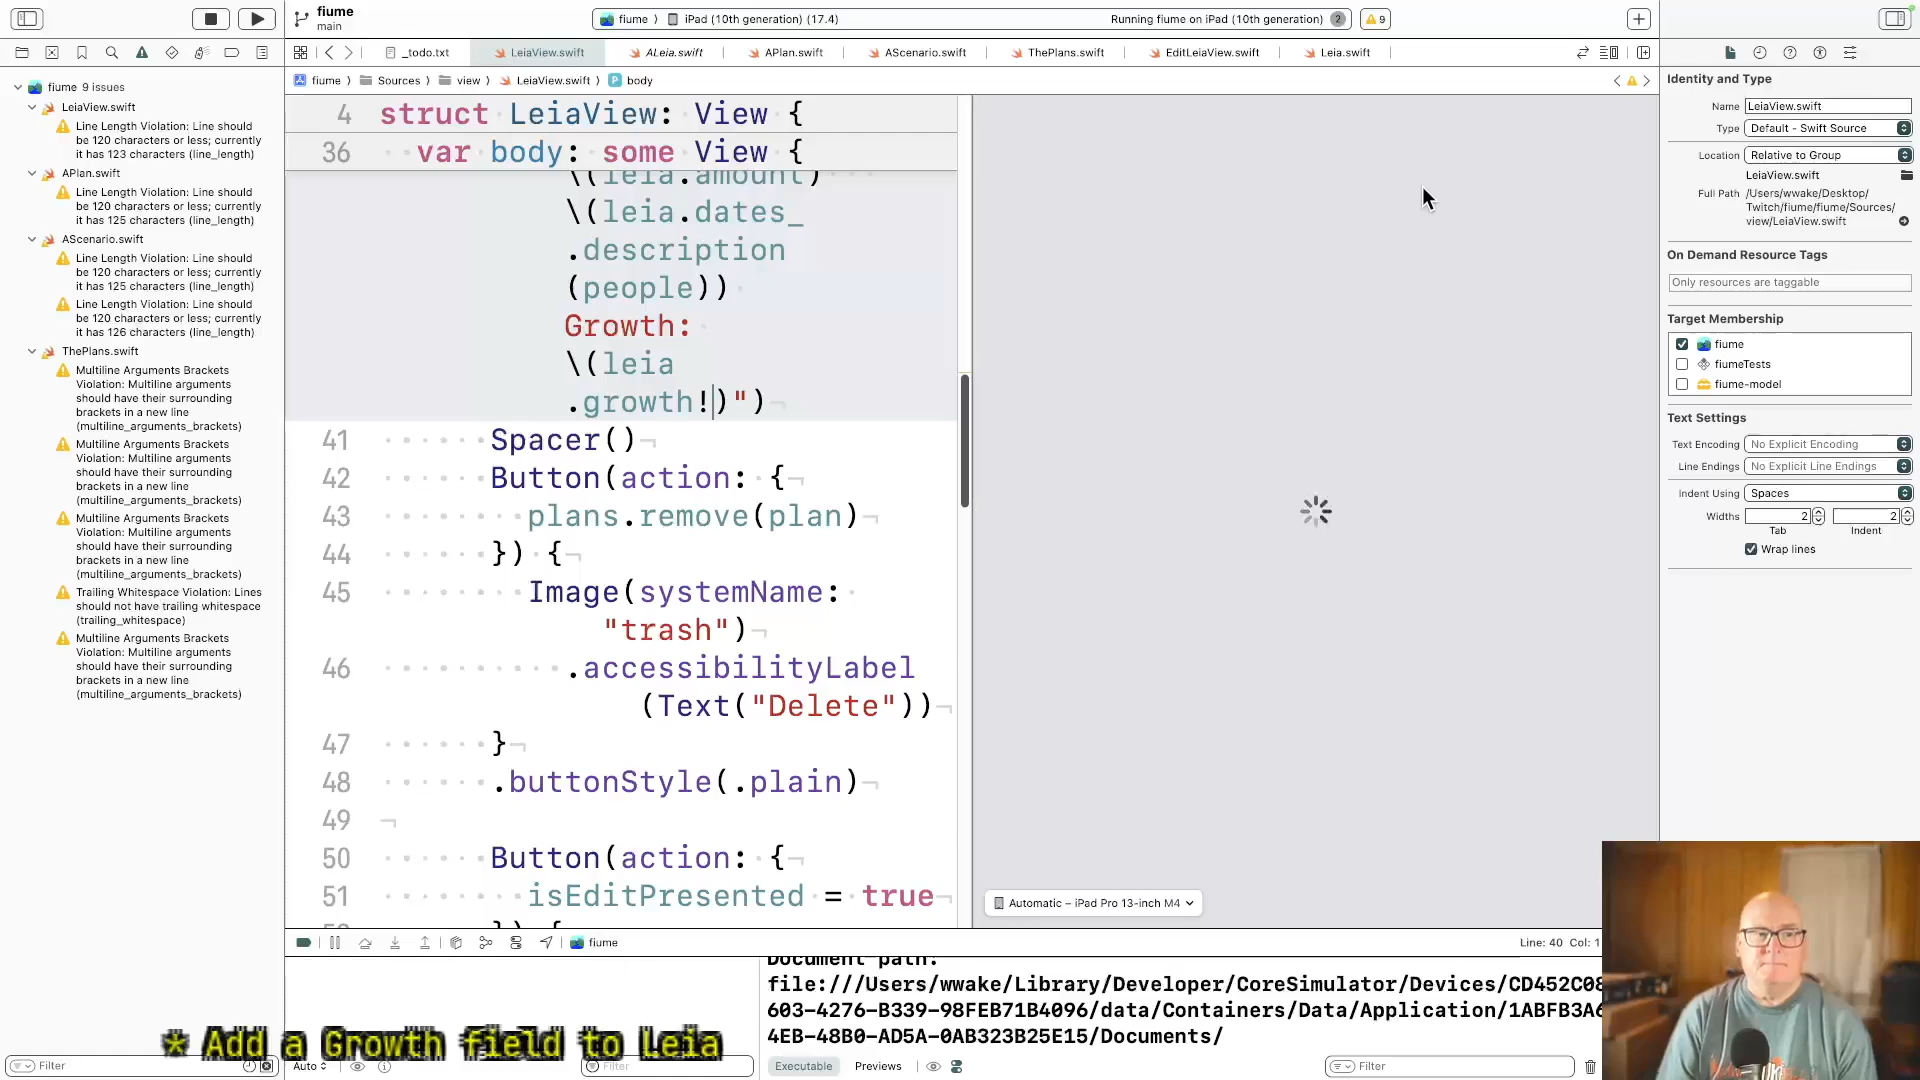 fiume
main
fiume
iPad (10th generation) (17.4)
Running fiume on iPad (10th generation)
2
9
_todo.txt
LeiaView.swift
ALeia.swift
APlan.swift
AScenario.swift
ThePlans.swift
EditLeiaView.swift
Leia.swift
fiume
Sources
view
LeiaView.swift
P
body
fiume 9 issues
LeiaView.swift
Line Length Violation: Line should
be 120 characters or less; currently
it has 123 characters (line_length)
APlan.swift
Line Length Violation: Line should
be 120 characters or less; currently
it has 125 characters (line_length)
AScenario.swift
Line Length Violation: Line should
be 120 characters or less; currently
it has 125 characters (line_length)
Line Length Violation: Line should
be 120 characters or less; currently
it has 126 characters (line_length)
ThePlans.swift
Multiline Arguments Brackets
Violation: Multiline arguments
should have their surrounding
brackets in a new line
(multiline_arguments_brackets)
Multiline Arguments Brackets
Violation: Multiline arguments
should have their surrounding
brackets in a new line
(multiline_arguments_brackets)
Multiline Arguments Brackets
Violation: Multiline arguments
should have their surrounding
brackets in a new line
(multiline_arguments_brackets)
Trailing Whitespace Violation: Lines
should not have trailing whitespace
(trailing_whitespace)
Multiline Arguments Brackets
Violation: Multiline arguments
should have their surrounding
brackets in a new line
(multiline_arguments_brackets)
Filter
4 struct LeiaView: View {
36 var body: some View {
\(leia.amount)
\(leia.dates_
.description
(people))
Growth:
\(leia
.growth!)")
41 Spacer()
42 Button(action: {
43 plans.remove(plan)
44 }) {
45 Image(systemName:
"trash")
46 .accessibilityLabel
(Text("Delete"))
47 }
48 .buttonStyle(.plain)
49
50 Button(action: {
51 isEditPresented = true
Automatic – iPad Pro 13-inch M4
fiume
Line: 40 Col: 1
Document path:
file:///Users/wwake/Library/Developer/CoreSimulator/Devices/CD452C08
603-4276-B339-98FEB71B4096/data/Containers/Data/Application/1ABFB3A6
4EB-48B0-AD5A-0AB323B25E15/Documents/
* Add a Growth field to Leia
Auto
Filter
Executable
Previews
Filter
Identity and Type
Name LeiaView.swift
Type Default - Swift Source
Location Relative to Group
LeiaView.swift
Full Path /Users/wwake/Desktop/
Twitch/fiume/fiume/Sources/
view/LeiaView.swift
On Demand Resource Tags
Only resources are taggable
Target Membership
fiume
fiumeTests
fiume-model
Text Settings
Text Encoding No Explicit Encoding
Line Endings No Explicit Line Endings
Indent Using Spaces
Widths 2 2
Tab Indent
Wrap lines